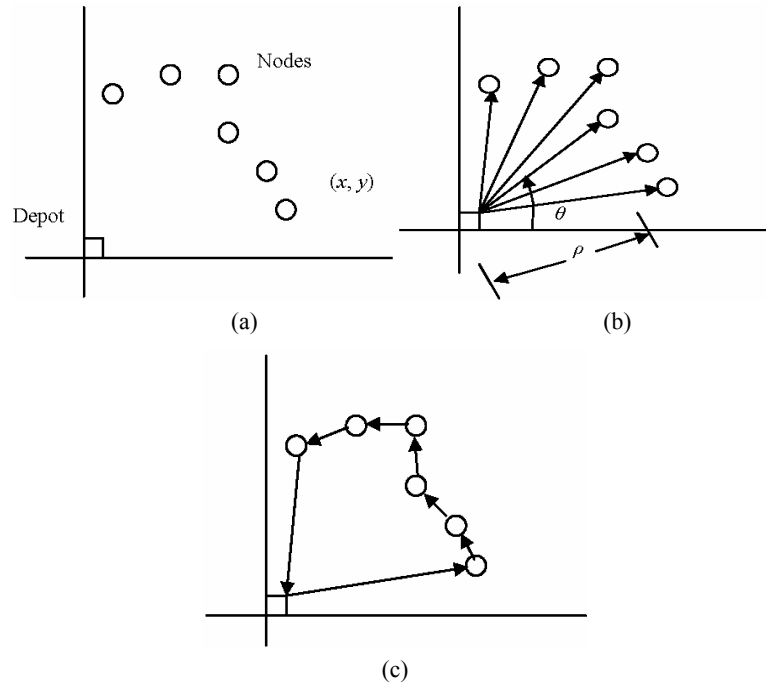 Nodes
(x, y)
Depot
(a)
θ
ρ
(b)
(c)